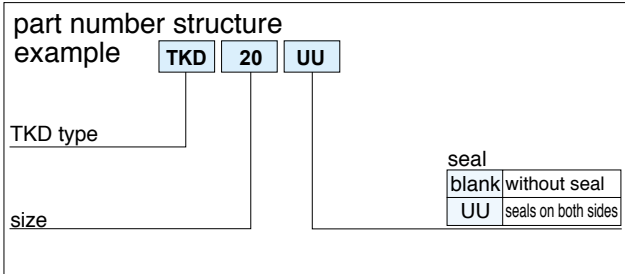 part number structure
example TKD 20 UU
TKD type
seal
blank without seal
UU seals on both sides
size